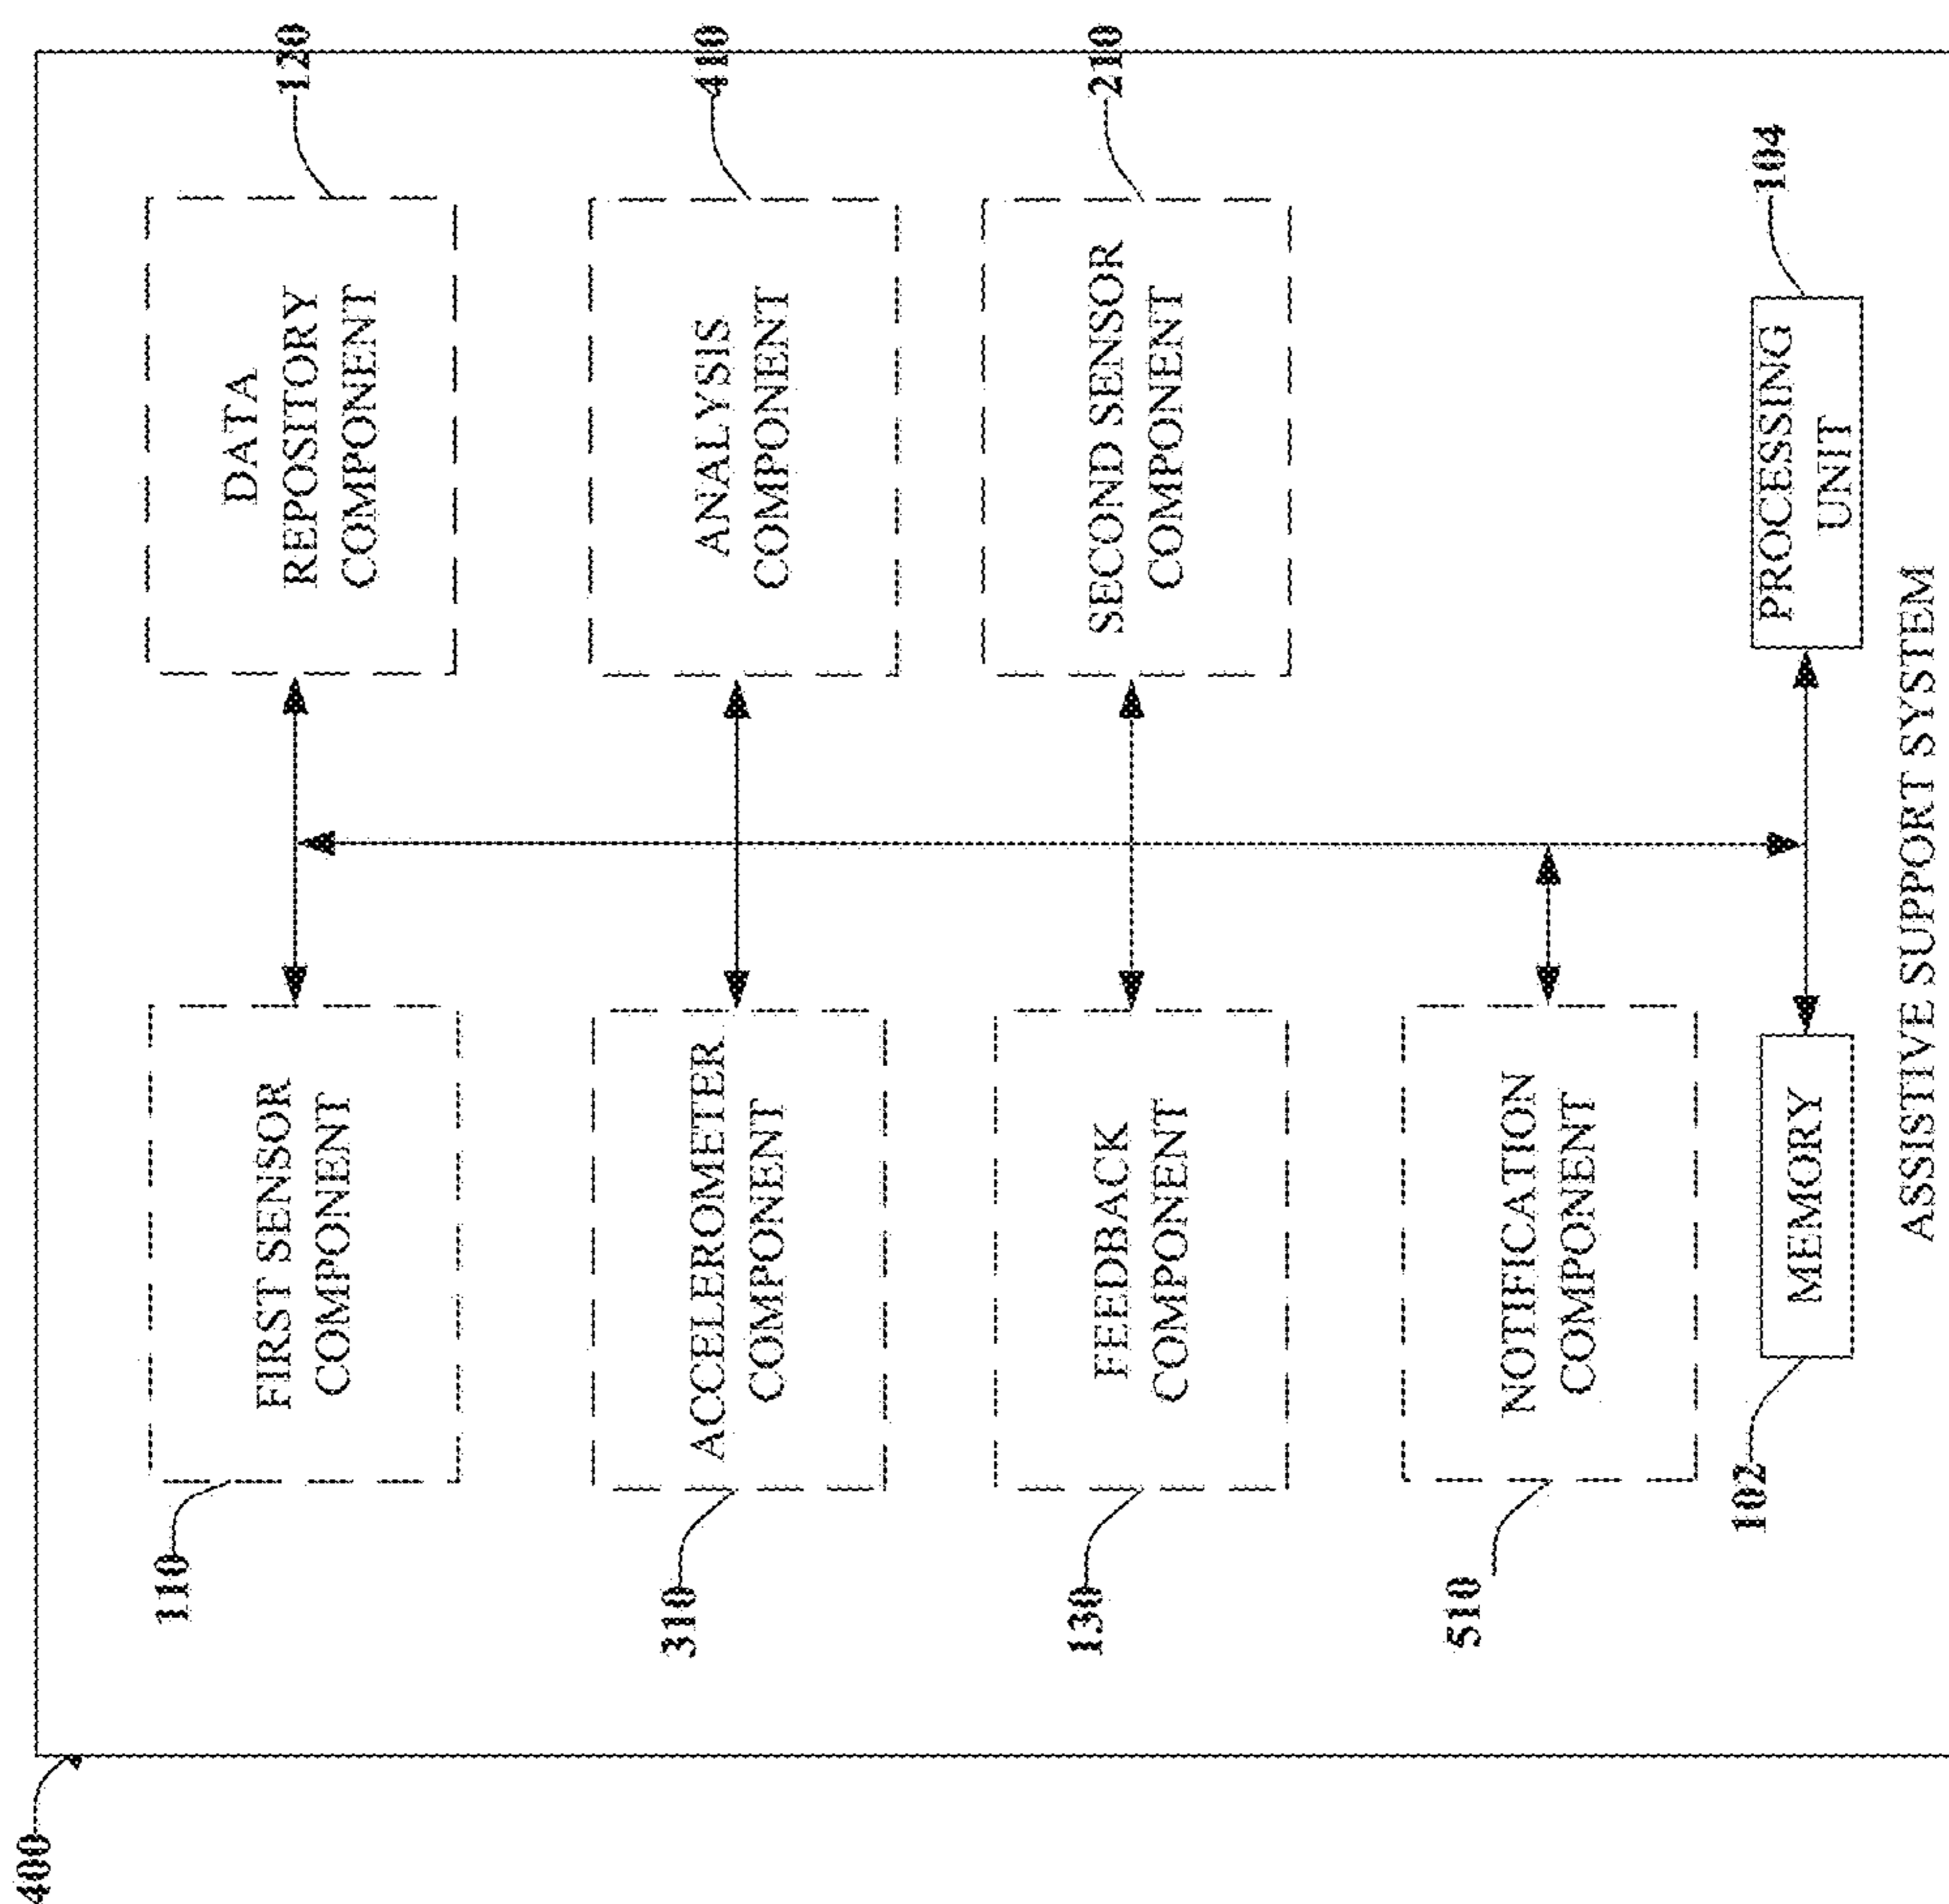 400
110
FIRST SENSOR
COMPONENT
DATA
REPOSITORY
COMPONENT
120
310
ACCELEROMETER
COMPONENT
ANALYSIS
COMPONENT
410
130
FEEDBACK
COMPONENT
SECOND SENSOR
COMPONENT
210
510
NOTIFICATION
COMPONENT
102
MEMORY
PROCESSING
UNIT
104
ASSISTIVE SUPPORT SYSTEM